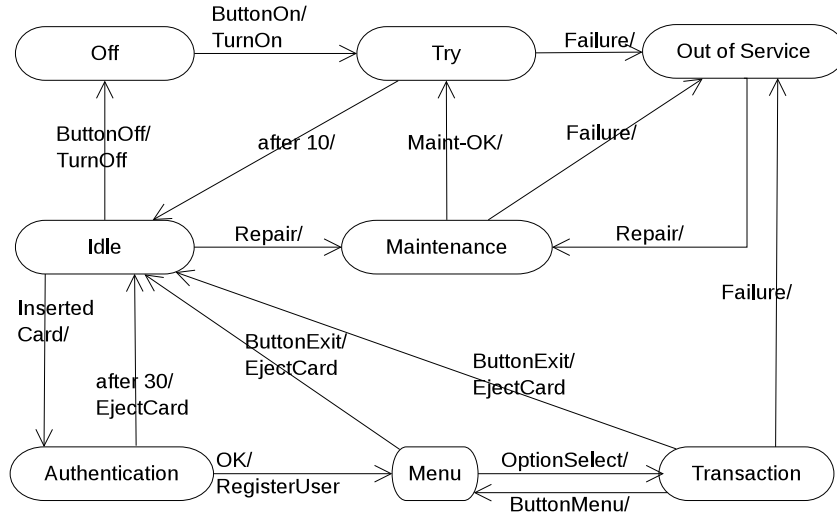 ButtonOn/
TurnOn
Off
Try
Failure/
Out of Service
ButtonOff/
TurnOff
after 10/
Maint-OK/
Failure/
Idle
Repair/
Maintenance
Repair/
Inserted
Card/
after 30/
EjectCard
ButtonExit/
EjectCard
ButtonExit/
EjectCard
Failure/
Authentication
OK/
RegisterUser
Menu
OptionSelect/
ButtonMenu/
Transaction